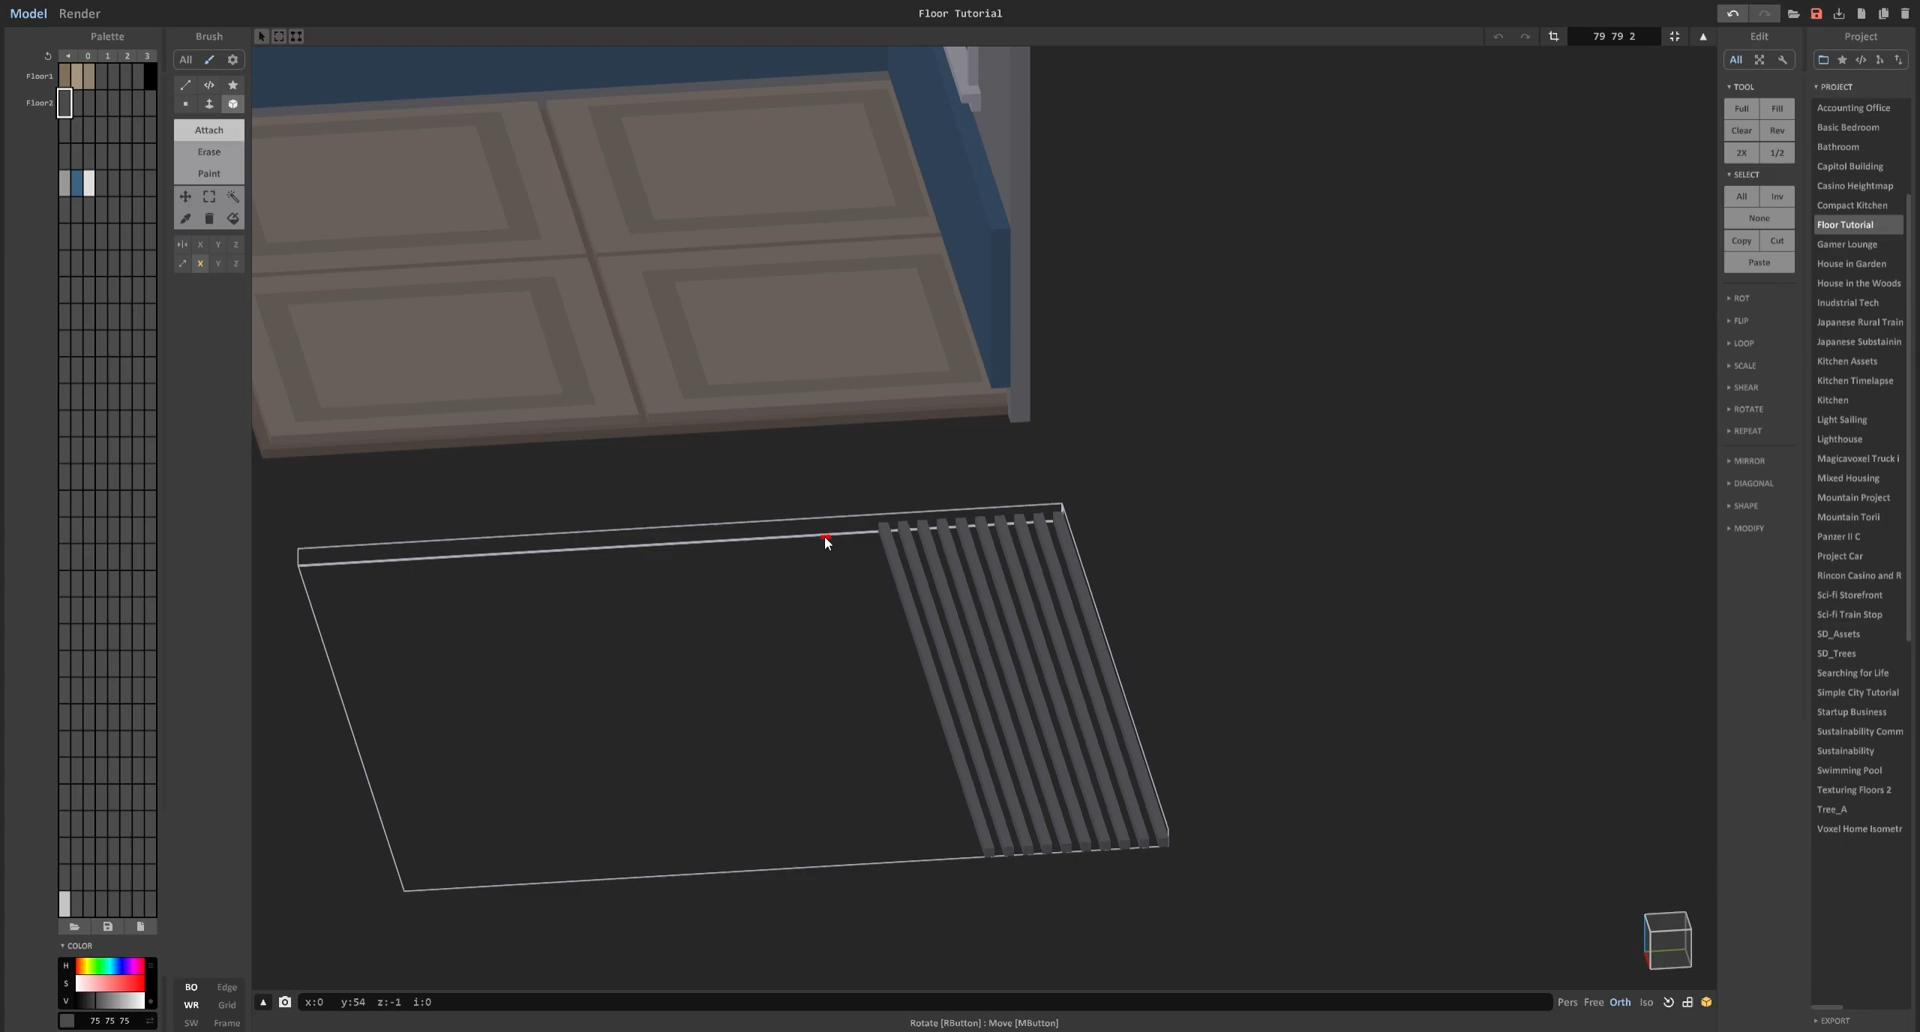 Model Render
Floor Tutorial
Palette
Brush
79 79 2
Edit
Project
0 1 2 3
Floor1
Floor2
All
Attach
Erase
Paint
X Y Z
X Y Z
All
TOOL
Full Fill
Clear Rev
2X 1/2
SELECT
All Inv
None
Copy Cut
Paste
ROT
FLIP
LOOP
SCALE
SHEAR
ROTATE
REPEAT
MIRROR
DIAGONAL
SHAPE
MODIFY
PROJECT
Accounting Office
Basic Bedroom
Bathroom
Capitol Building
Casino Heightmap
Compact Kitchen
Floor Tutorial
Gamer Lounge
House in Garden
House in the Woods
Inudstrial Tech
Japanese Rural Train
Japanese Substainin
Kitchen Assets
Kitchen Timelapse
Kitchen
Light Sailing
Lighthouse
Magicavoxel Truck i
Mixed Housing
Mountain Project
Mountain Torii
Panzer II C
Project Car
Rincon Casino and R
Sci-fi Storefront
Sci-fi Train Stop
SD_Assets
SD_Trees
Searching for Life
Simple City Tutorial
Startup Business
Sustainability Comm
Sustainability
Swimming Pool
Texturing Floors 2
Tree_A
Voxel Home Isometr
EXPORT
COLOR
H
S
V
75 75 75
BO Edge
WR Grid
SW Frame
x:0 y:54 z:-1 i:0
Pers Free Orth Iso
Rotate [RButton] : Move [MButton]